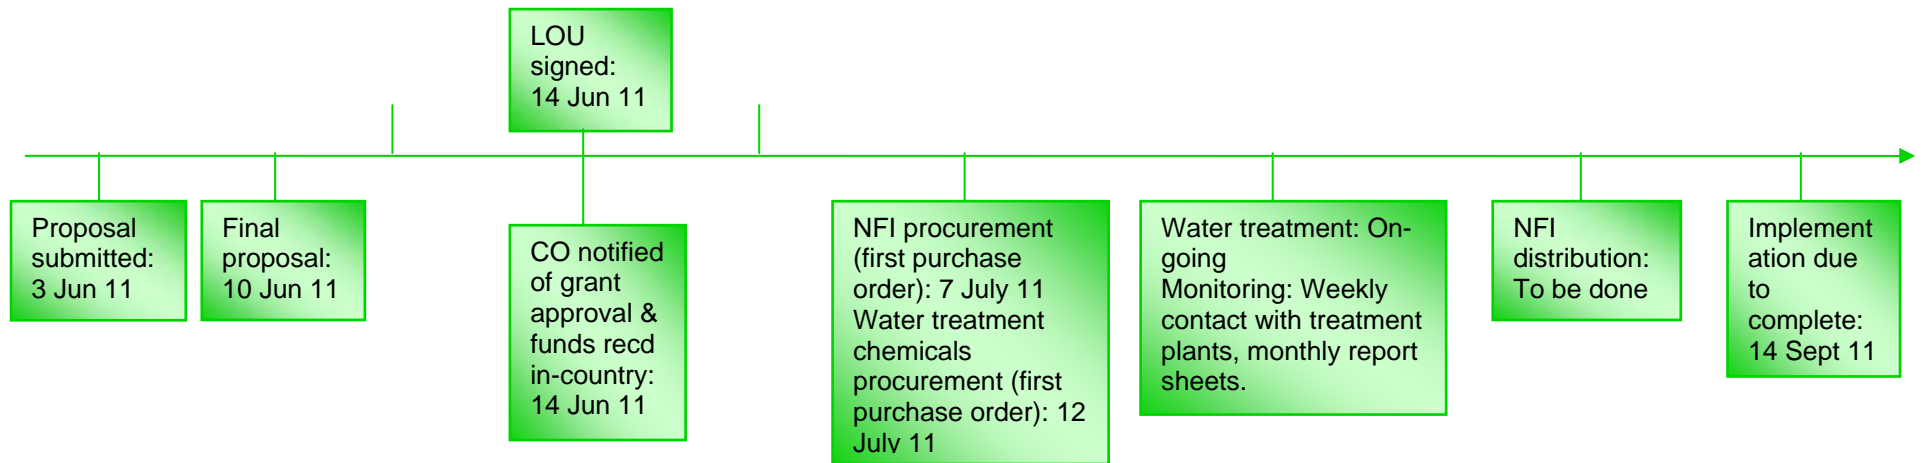 LOU
signed:
14 Jun 11
Proposal
submitted:
3 Jun 11
Final
proposal:
10 Jun 11
CO notified
of grant
approval &
funds recd
in-country:
14 Jun 11
NFI procurement
(first purchase
order): 7 July 11
Water treatment
chemicals
procurement (first
purchase order): 12
July 11
Water treatment: On-
going
Monitoring: Weekly
contact with treatment
plants, monthly report
sheets.
NFI
distribution:
To be done
Implement
ation due
to
complete:
14 Sept 11